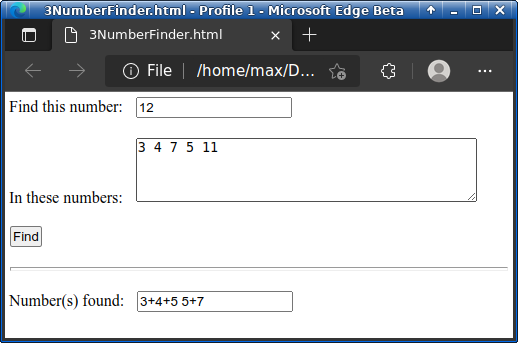 3NumberFinder.html - Profile 1 - Microsoft Edge Beta
3NumberFinder.html
File /home/max/D...
Find this number: 12
3 4 7 5 11
In these numbers:
Find
Number(s) found: 3+4+5 5+7